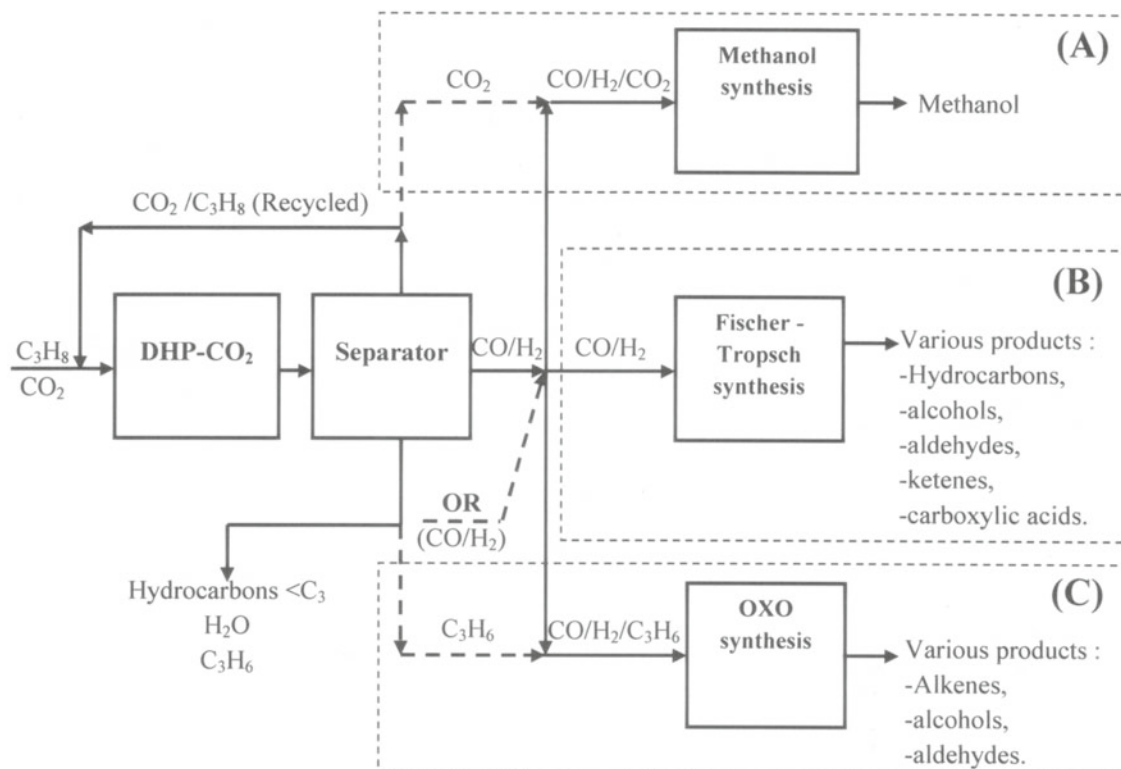 (A)
Methanol
synthesis
CO₂
CO/H₂/CO₂
Methanol
CO₂ /C₃H₈ (Recycled)
(B)
C₃H₈
CO₂
DHP-CO₂
Separator
CO/H₂
CO/H₂
Fischer -
Tropsch
synthesis
Various products :
-Hydrocarbons,
-alcohols,
-aldehydes,
-ketenes,
-carboxylic acids.
OR
(CO/H₂)
Hydrocarbons <C₃
H₂O
C₃H₆
(C)
C₃H₆
CO/H₂/C₃H₆
OXO
synthesis
Various products :
-Alkenes,
-alcohols,
-aldehydes.